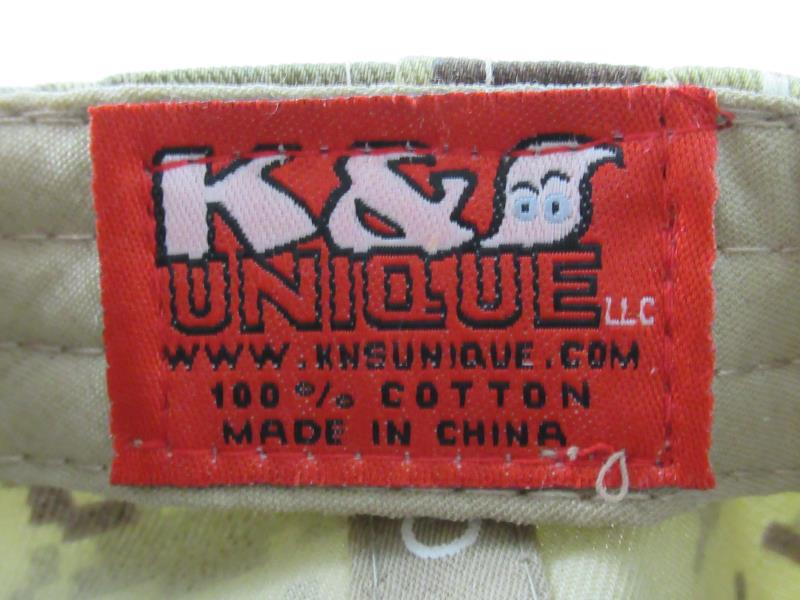 K&S
UNIQUE LLC
WWW.KNSUNIQUE.COM
100% COTTON
MADE IN CHINA